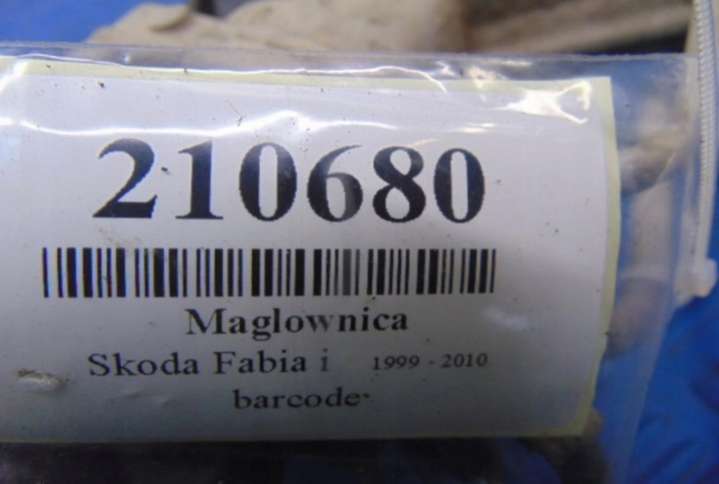 210680
Maglownica
Skoda Fabia i 1999 - 2010
barcode